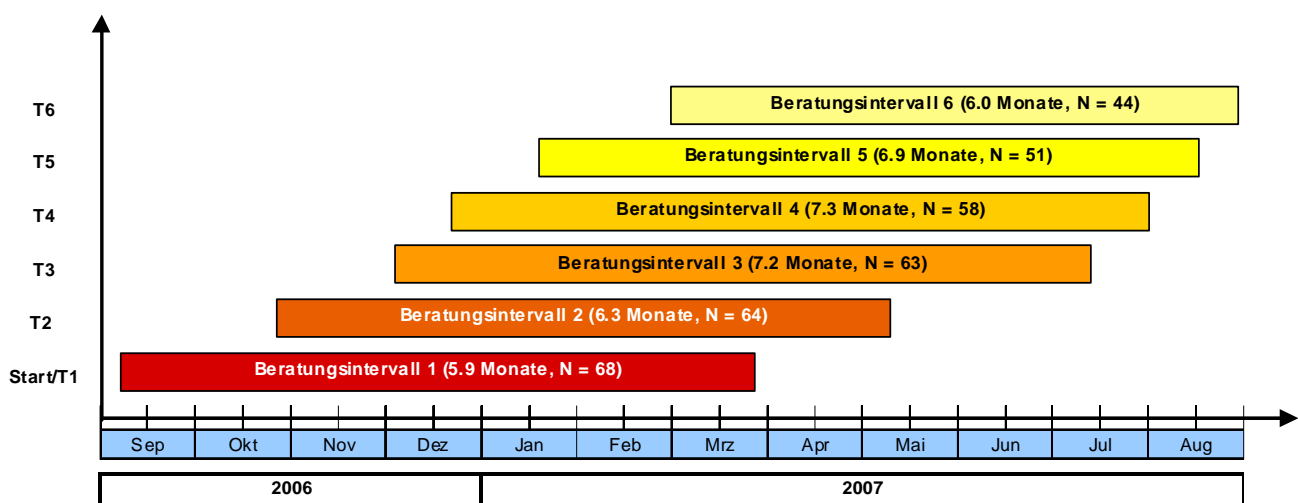 T6
Beratungsintervall 6 (6.0 Monate, N = 44)
T5
Beratungsintervall 5 (6.9 Monate, N = 51)
T4
Beratungsintervall 4 (7.3 Monate, N = 58)
T3
Beratungsintervall 3 (7.2 Monate, N = 63)
T2
Beratungsintervall 2 (6.3 Monate, N = 64)
Start/T1
Beratungsintervall 1 (5.9 Monate, N = 68)
Sep Okt Nov Dez Jan Feb Mrz Apr Mai Jun Jul Aug
2006 2007